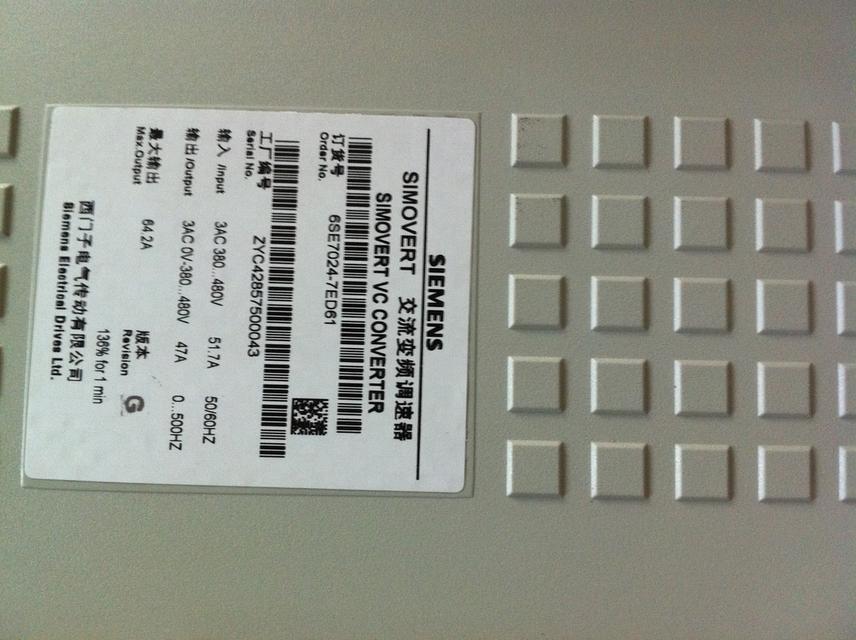 SIEMENS
SIMOVERT 交流变频调速器
SIMOVERT VC CONVERTER
订货号
Order No. 6SE7024-7ED61
工厂编号
Serial No. ZYC42857500043
输入 /Input 3AC 380...480V 51.7A 50/60HZ
输出 /Output 3AC 0V-380...480V 47A 0...500HZ
最大输出
Max.Output 64.2A
版本
Revision G
136% for 1 min
西门子电气传动有限公司
Siemens Electrical Drives Ltd.